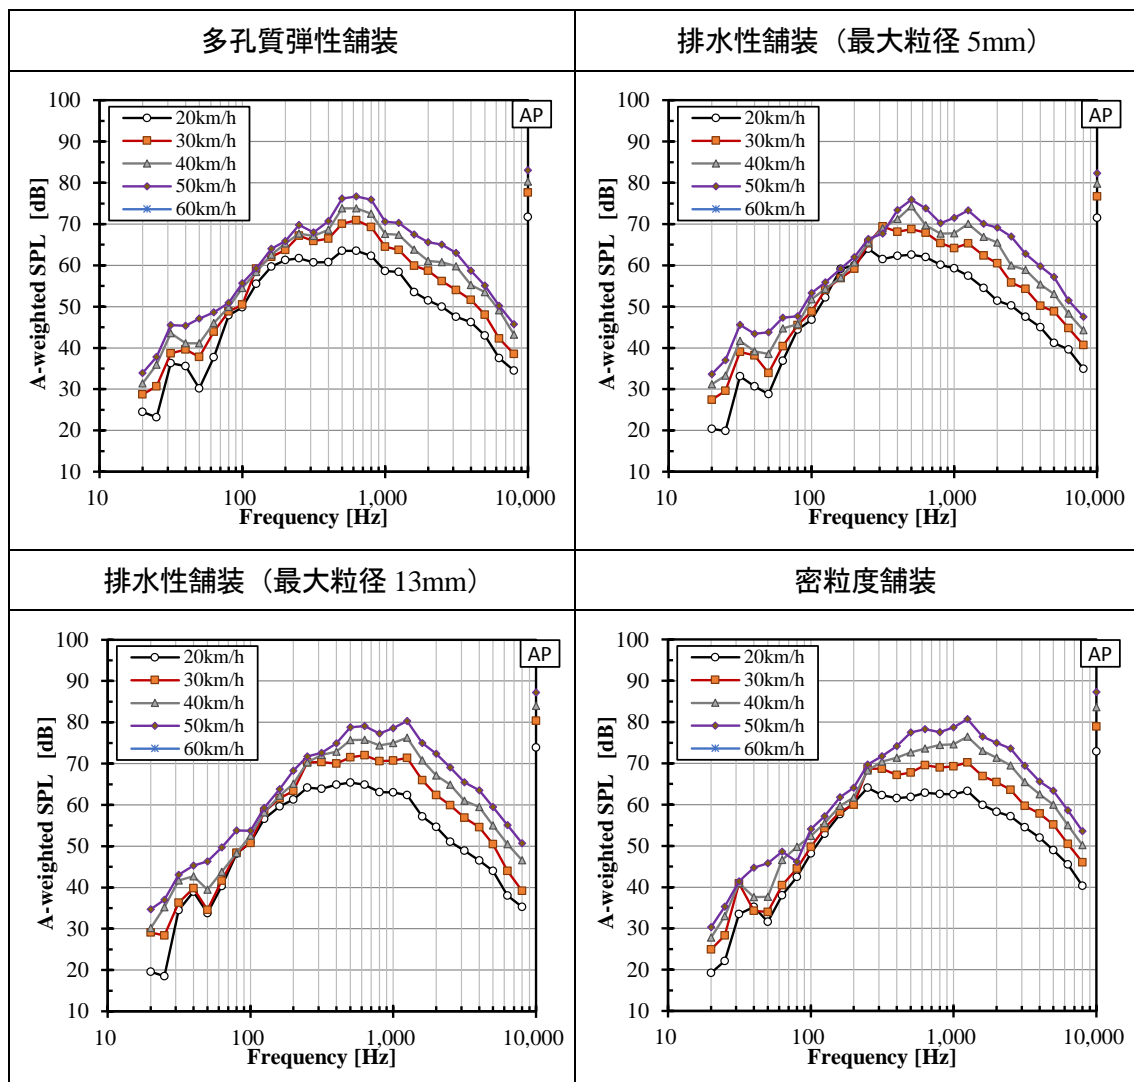 多孔質弾性舗装
排水性舗装（最大粒径 5mm）
100
90
80
70
60
50
40
30
20
10
A-weighted SPL [dB]
20km/h
30km/h
40km/h
50km/h
60km/h
AP
10
100
1,000
10,000
Frequency [Hz]
100
90
80
70
60
50
40
30
20
10
A-weighted SPL [dB]
20km/h
30km/h
40km/h
50km/h
60km/h
AP
10
100
1,000
10,000
Frequency [Hz]
排水性舗装（最大粒径 13mm）
密粒度舗装
100
90
80
70
60
50
40
30
20
10
A-weighted SPL [dB]
20km/h
30km/h
40km/h
50km/h
60km/h
AP
10
100
1,000
10,000
Frequency [Hz]
100
90
80
70
60
50
40
30
20
10
A-weighted SPL [dB]
20km/h
30km/h
40km/h
50km/h
60km/h
AP
10
100
1,000
10,000
Frequency [Hz]